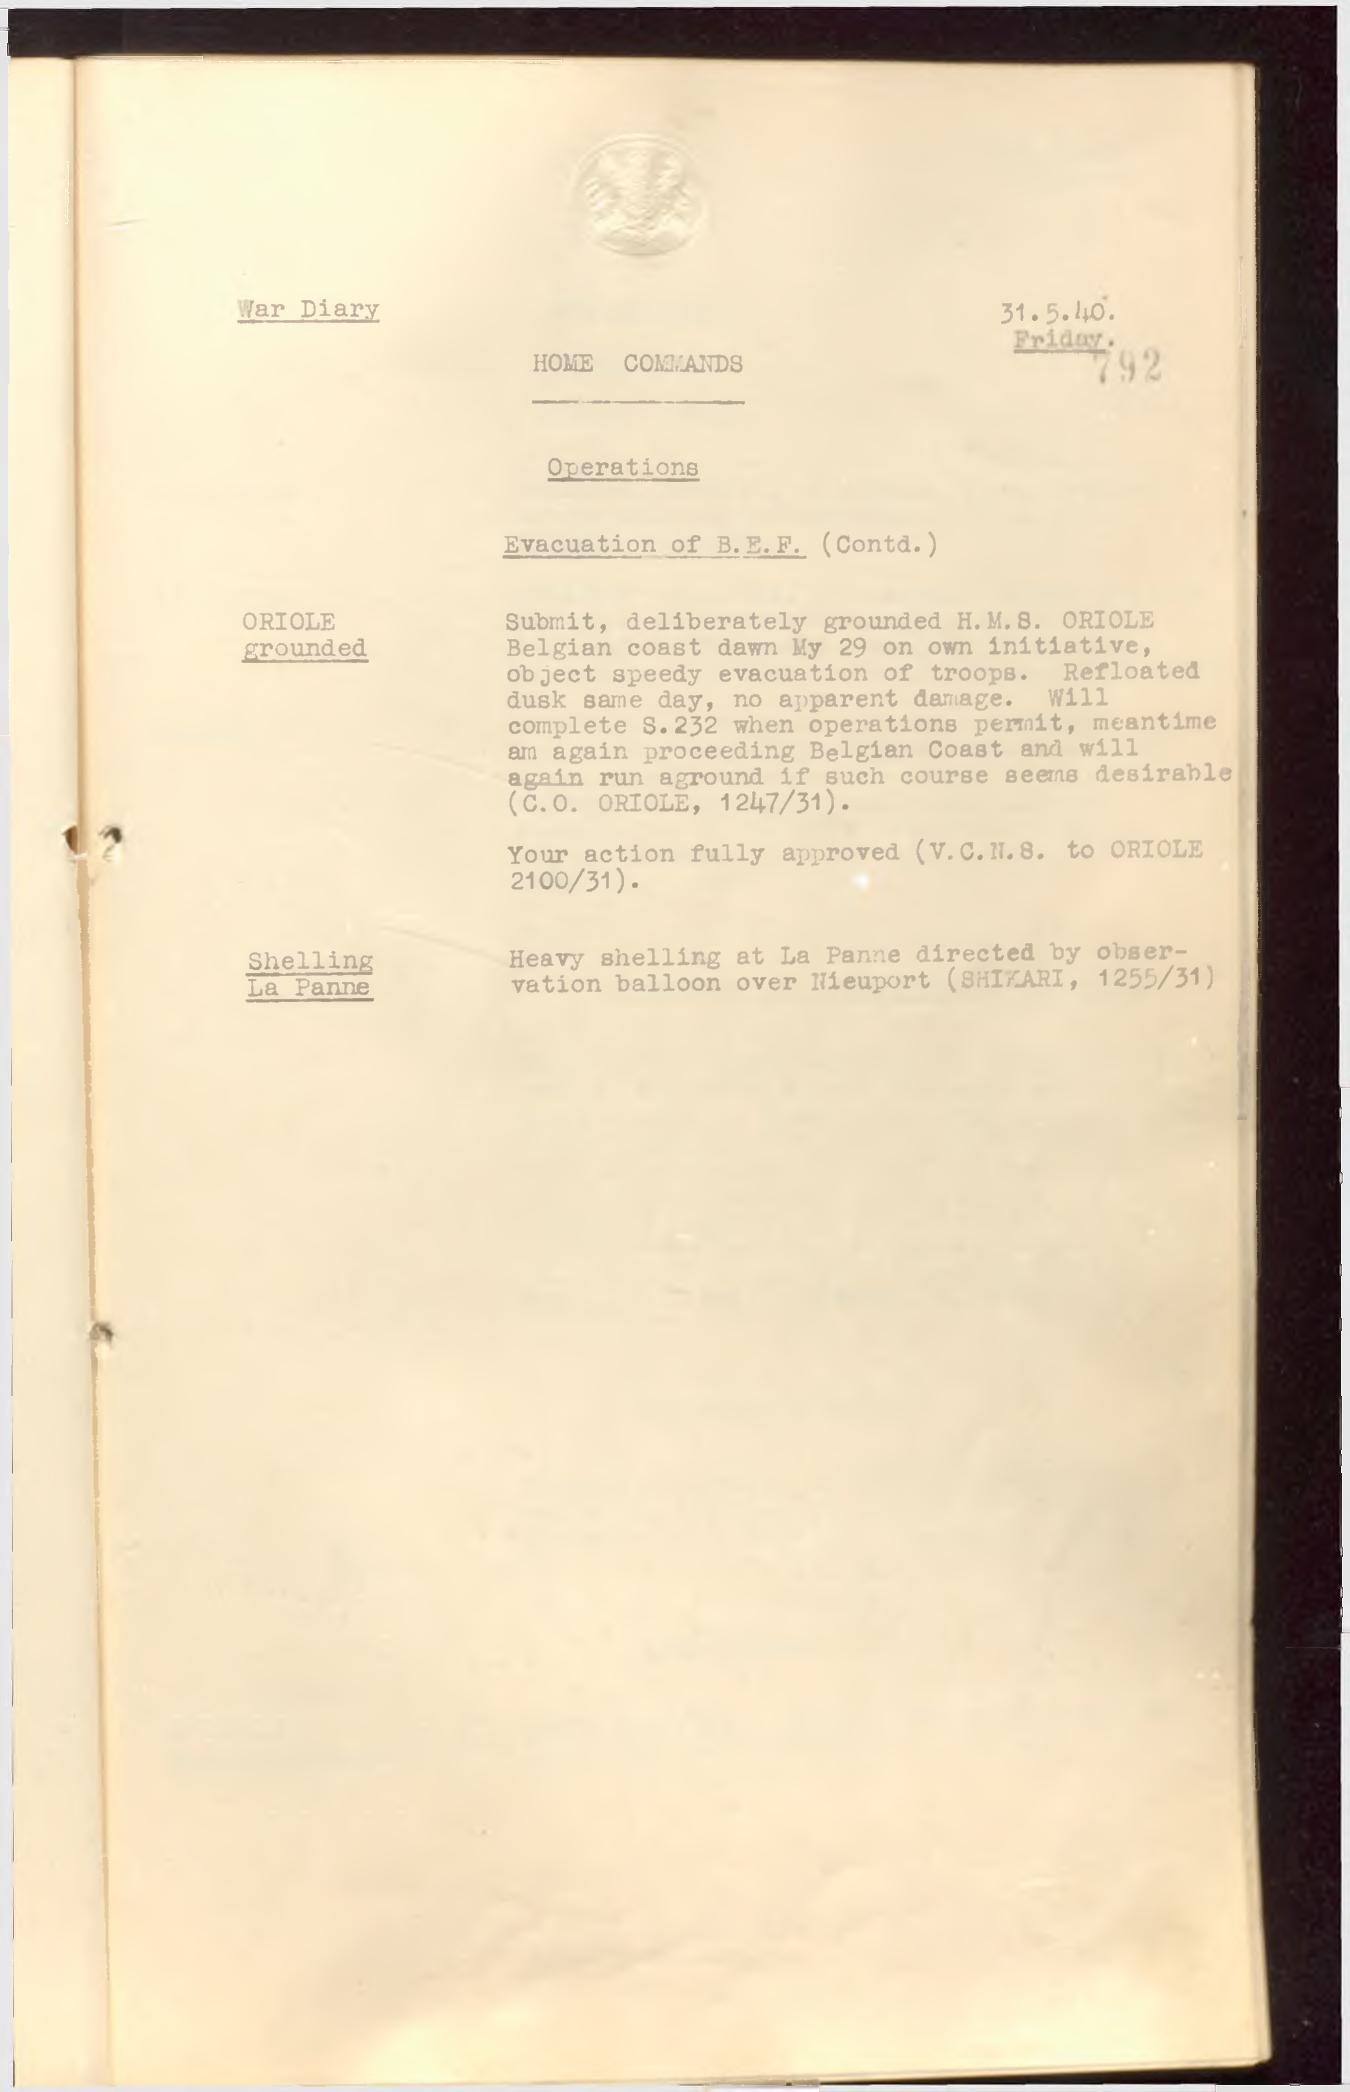 War Diary
31.5.40.
Friday.
792
HOME COMMANDS
Operations
Evacuation of B.E.F. (Contd.)
ORIOLE
grounded
Submit, deliberately grounded H.M.S. ORIOLE
Belgian coast dawn My 29 on own initiative,
object speedy evacuation of troops. Refloated
dusk same day, no apparent damage. Will
complete S.232 when operations permit, meantime
am again proceeding Belgian Coast and will
again run aground if such course seems desirable
(C.O. ORIOLE, 1247/31).
Your action fully approved (V.C.N.S. to ORIOLE
2100/31).
Shelling
La Panne
Heavy shelling at La Panne directed by obser-
vation balloon over Nieuport (SHIKARI, 1255/31)